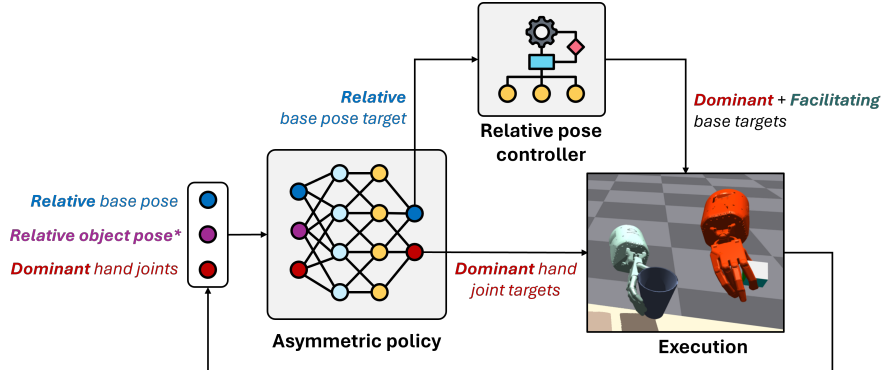 Relative
base pose target
Relative pose
controller
Dominant + Facilitating
base targets
Relative base pose
Relative object pose*
Dominant hand joints
Dominant hand
joint targets
Asymmetric policy
Execution